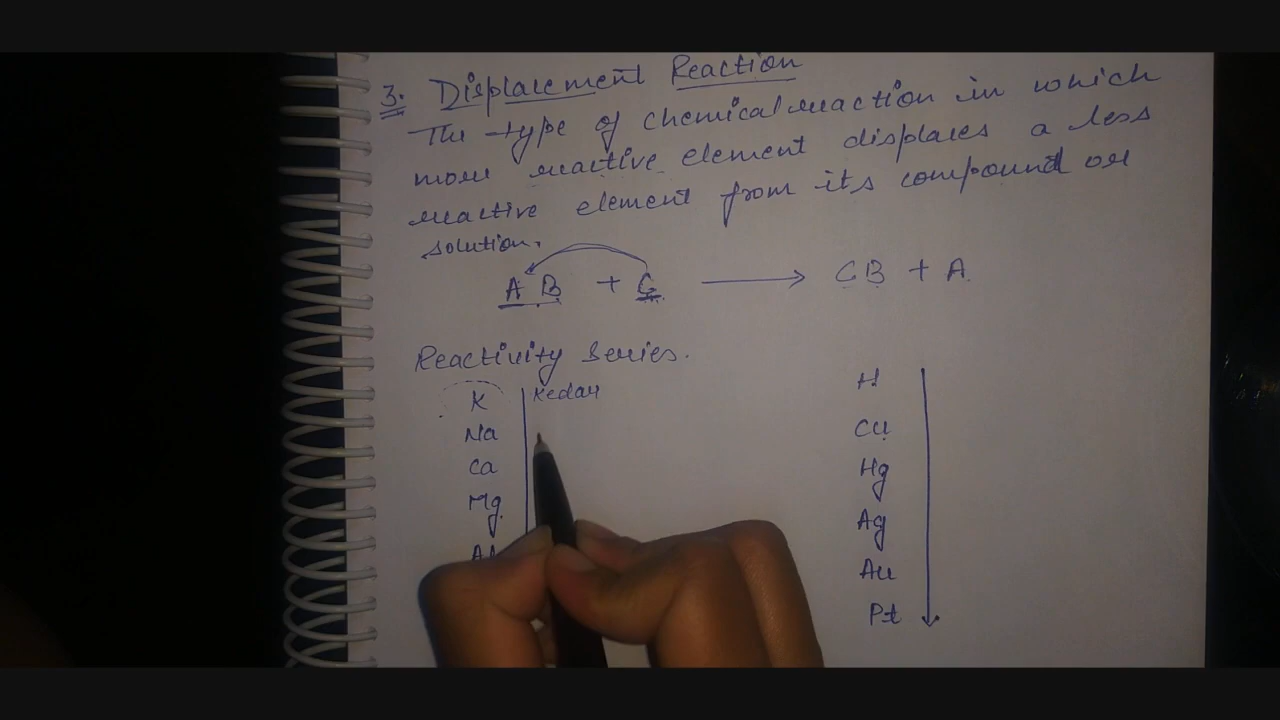 3. Displacement Reaction
The type of chemical reaction in which
more reactive element displaces a less
reactive element from its compound or
solution.
A B + C → CB + A
Reactivity Series.
K Kedar
Na
Ca
Mg
Al
H
Cu
Hg
Ag
Au
Pt